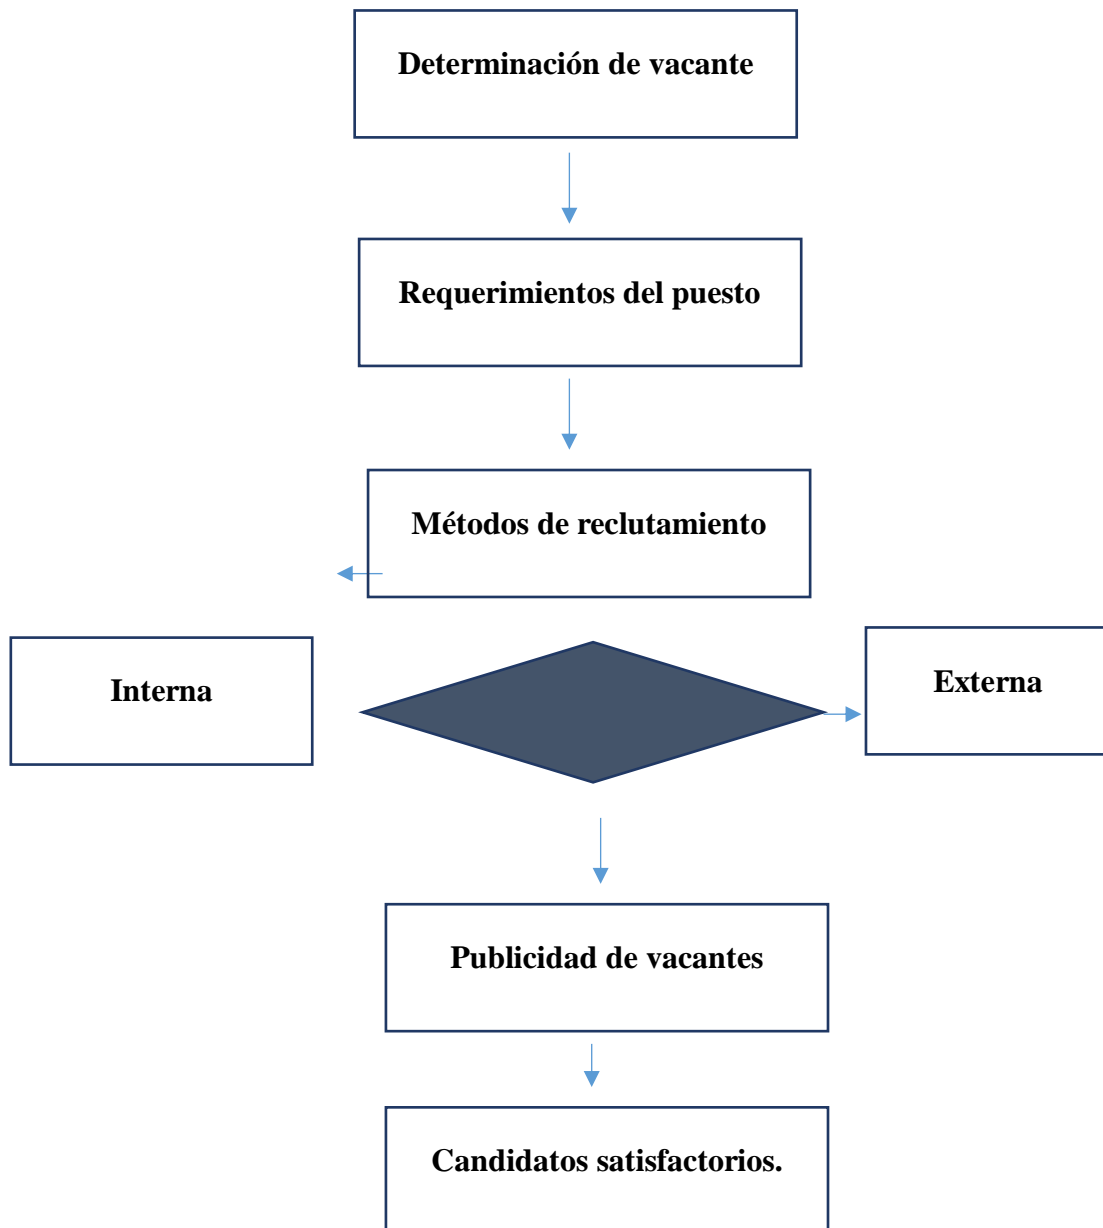 Determinación de vacante
Requerimientos del puesto
Métodos de reclutamiento
Interna
Externa
Publicidad de vacantes
Candidatos satisfactorios.